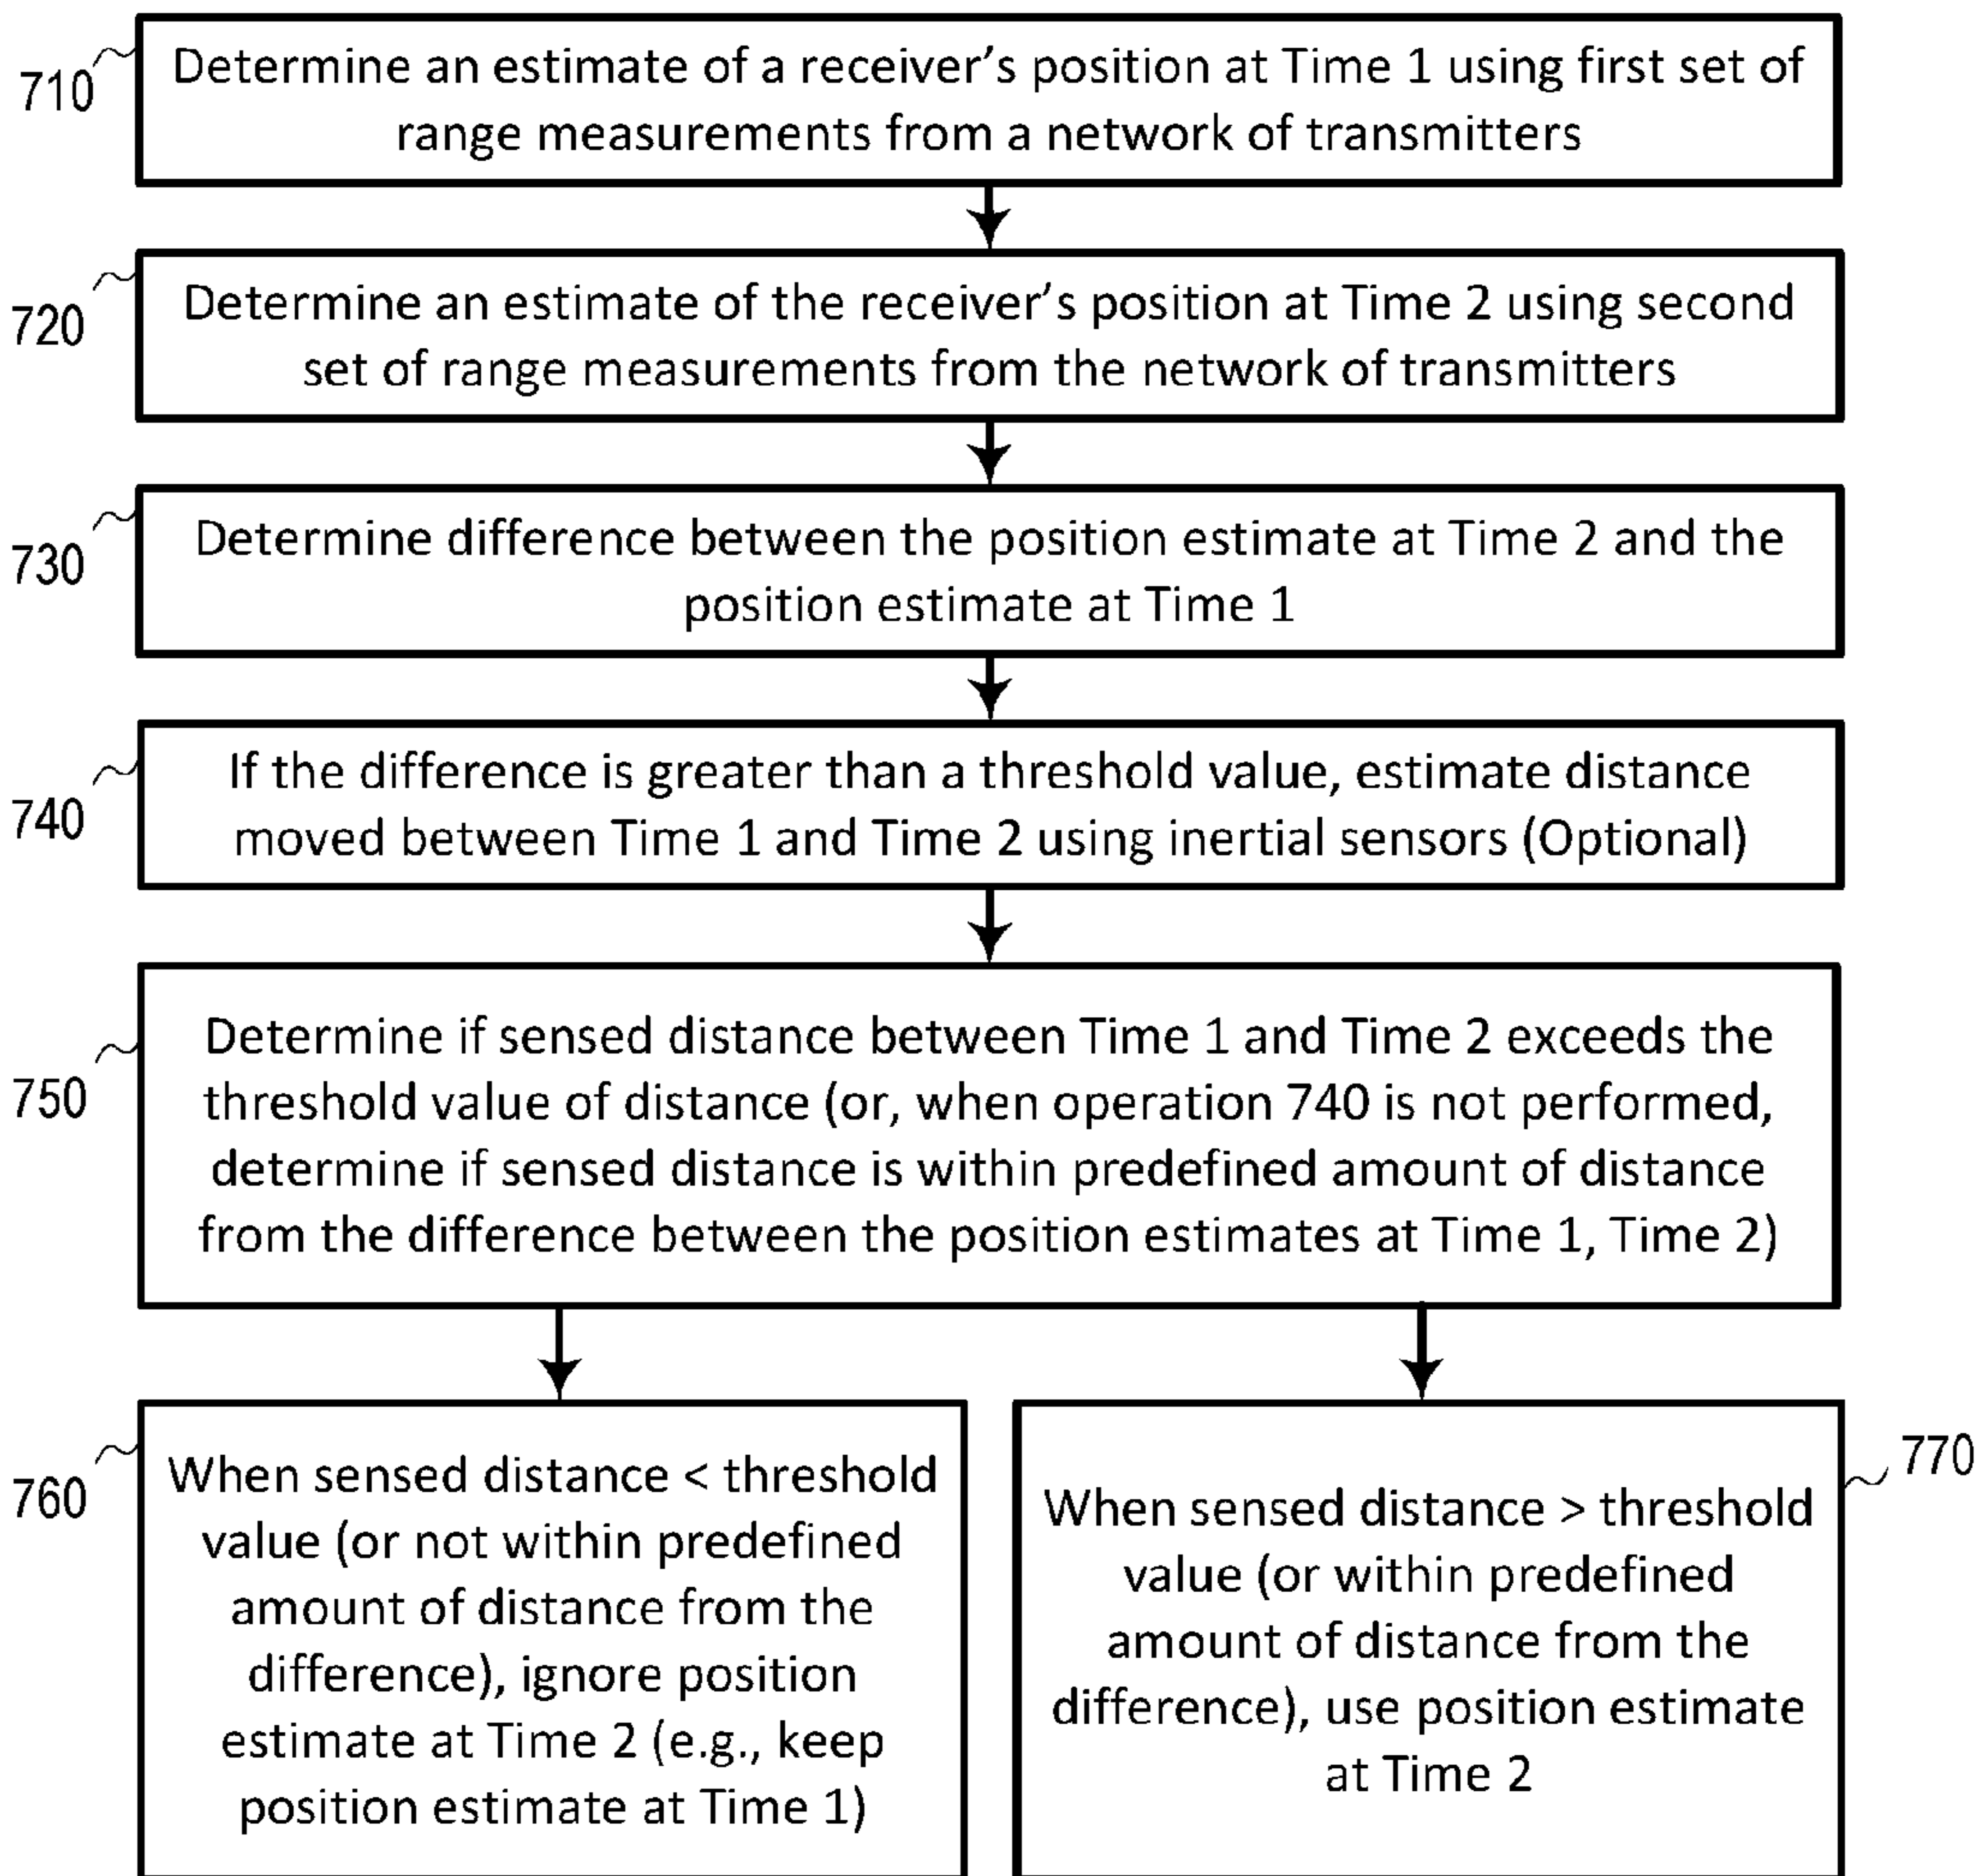 710
Determine an estimate of a receiver's position at Time 1 using first set of
range measurements from a network of transmitters
720
Determine an estimate of the receiver's position at Time 2 using second
set of range measurements from the network of transmitters
730
Determine difference between the position estimate at Time 2 and the
position estimate at Time 1
740
If the difference is greater than a threshold value, estimate distance
moved between Time 1 and Time 2 using inertial sensors (Optional)
750
Determine if sensed distance between Time 1 and Time 2 exceeds the
threshold value of distance (or, when operation 740 is not performed,
determine if sensed distance is within predefined amount of distance
from the difference between the position estimates at Time 1, Time 2)
760
When sensed distance < threshold
value (or not within predefined
amount of distance from the
difference), ignore position
estimate at Time 2 (e.g., keep
position estimate at Time 1)
770
When sensed distance > threshold
value (or within predefined
amount of distance from the
difference), use position estimate
at Time 2